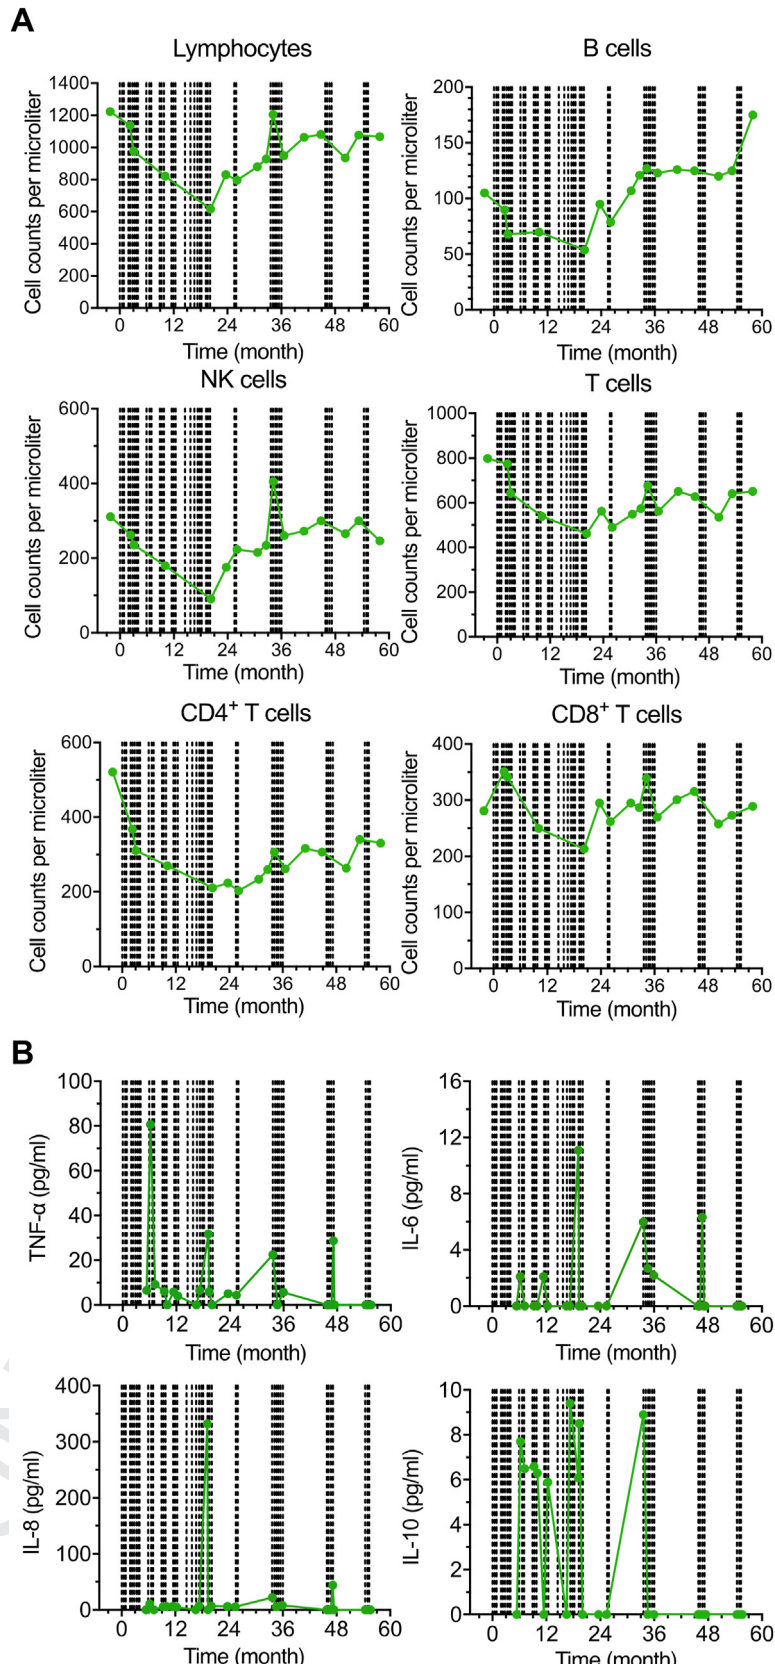 A
Lymphocytes
Cell counts per microliter
1400
1200
1000
800
600
400
200
0
0 12 24 36 48 60
Time (month)
B cells
Cell counts per microliter
200
150
100
50
0
0 12 24 36 48 60
Time (month)
NK cells
Cell counts per microliter
600
400
200
0
0 12 24 36 48 60
Time (month)
T cells
Cell counts per microliter
1000
800
600
400
200
0
0 12 24 36 48 60
Time (month)
CD4+ T cells
Cell counts per microliter
600
400
200
0
0 12 24 36 48 60
Time (month)
CD8+ T cells
Cell counts per microliter
400
300
200
100
0
0 12 24 36 48 60
Time (month)
B
TNF-α (pg/ml)
100
80
60
40
20
0
0 12 24 36 48 60
Time (month)
IL-6 (pg/ml)
16
12
8
4
0
0 12 24 36 48 60
Time (month)
IL-8 (pg/ml)
400
300
200
100
0
0 12 24 36 48 60
Time (month)
IL-10 (pg/ml)
10
8
6
4
2
0
0 12 24 36 48 60
Time (month)